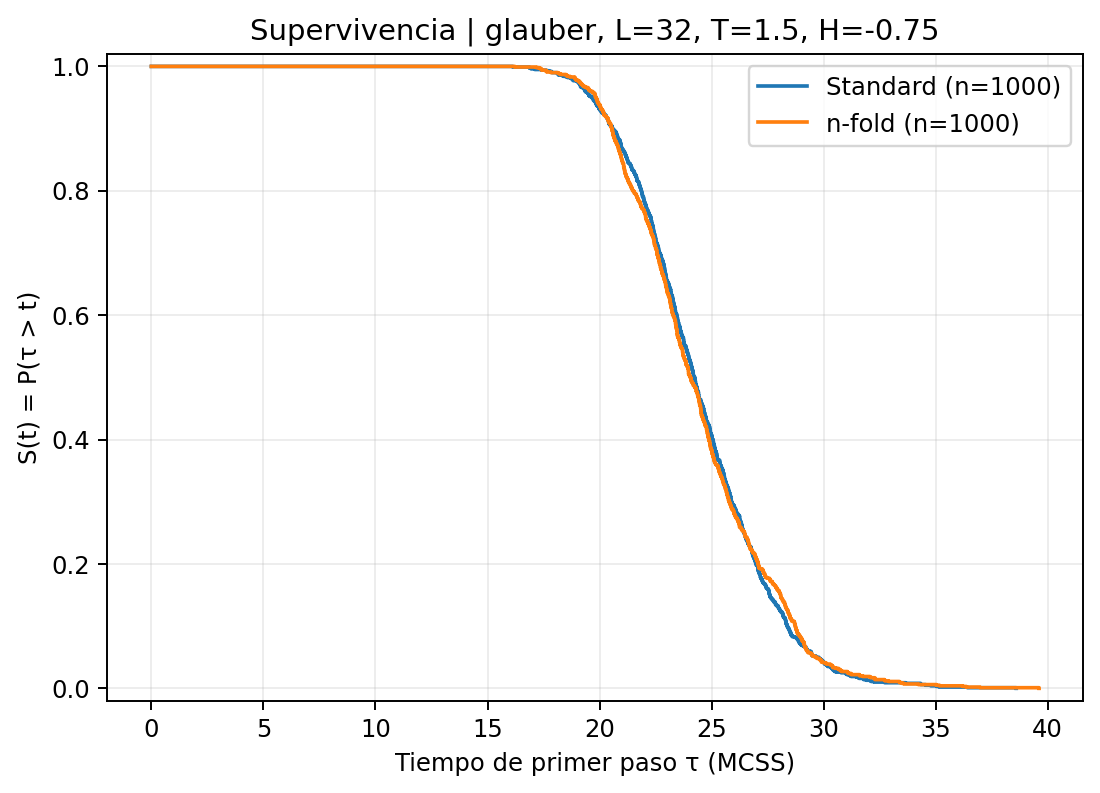 Supervivencia | glauber, L=32, T=1.5, H=-0.75
Standard (n=1000)
n-fold (n=1000)
S(t) = P(τ > t)
1.0
0.8
0.6
0.4
0.2
0.0
0 5 10 15 20 25 30 35 40
Tiempo de primer paso τ (MCSS)